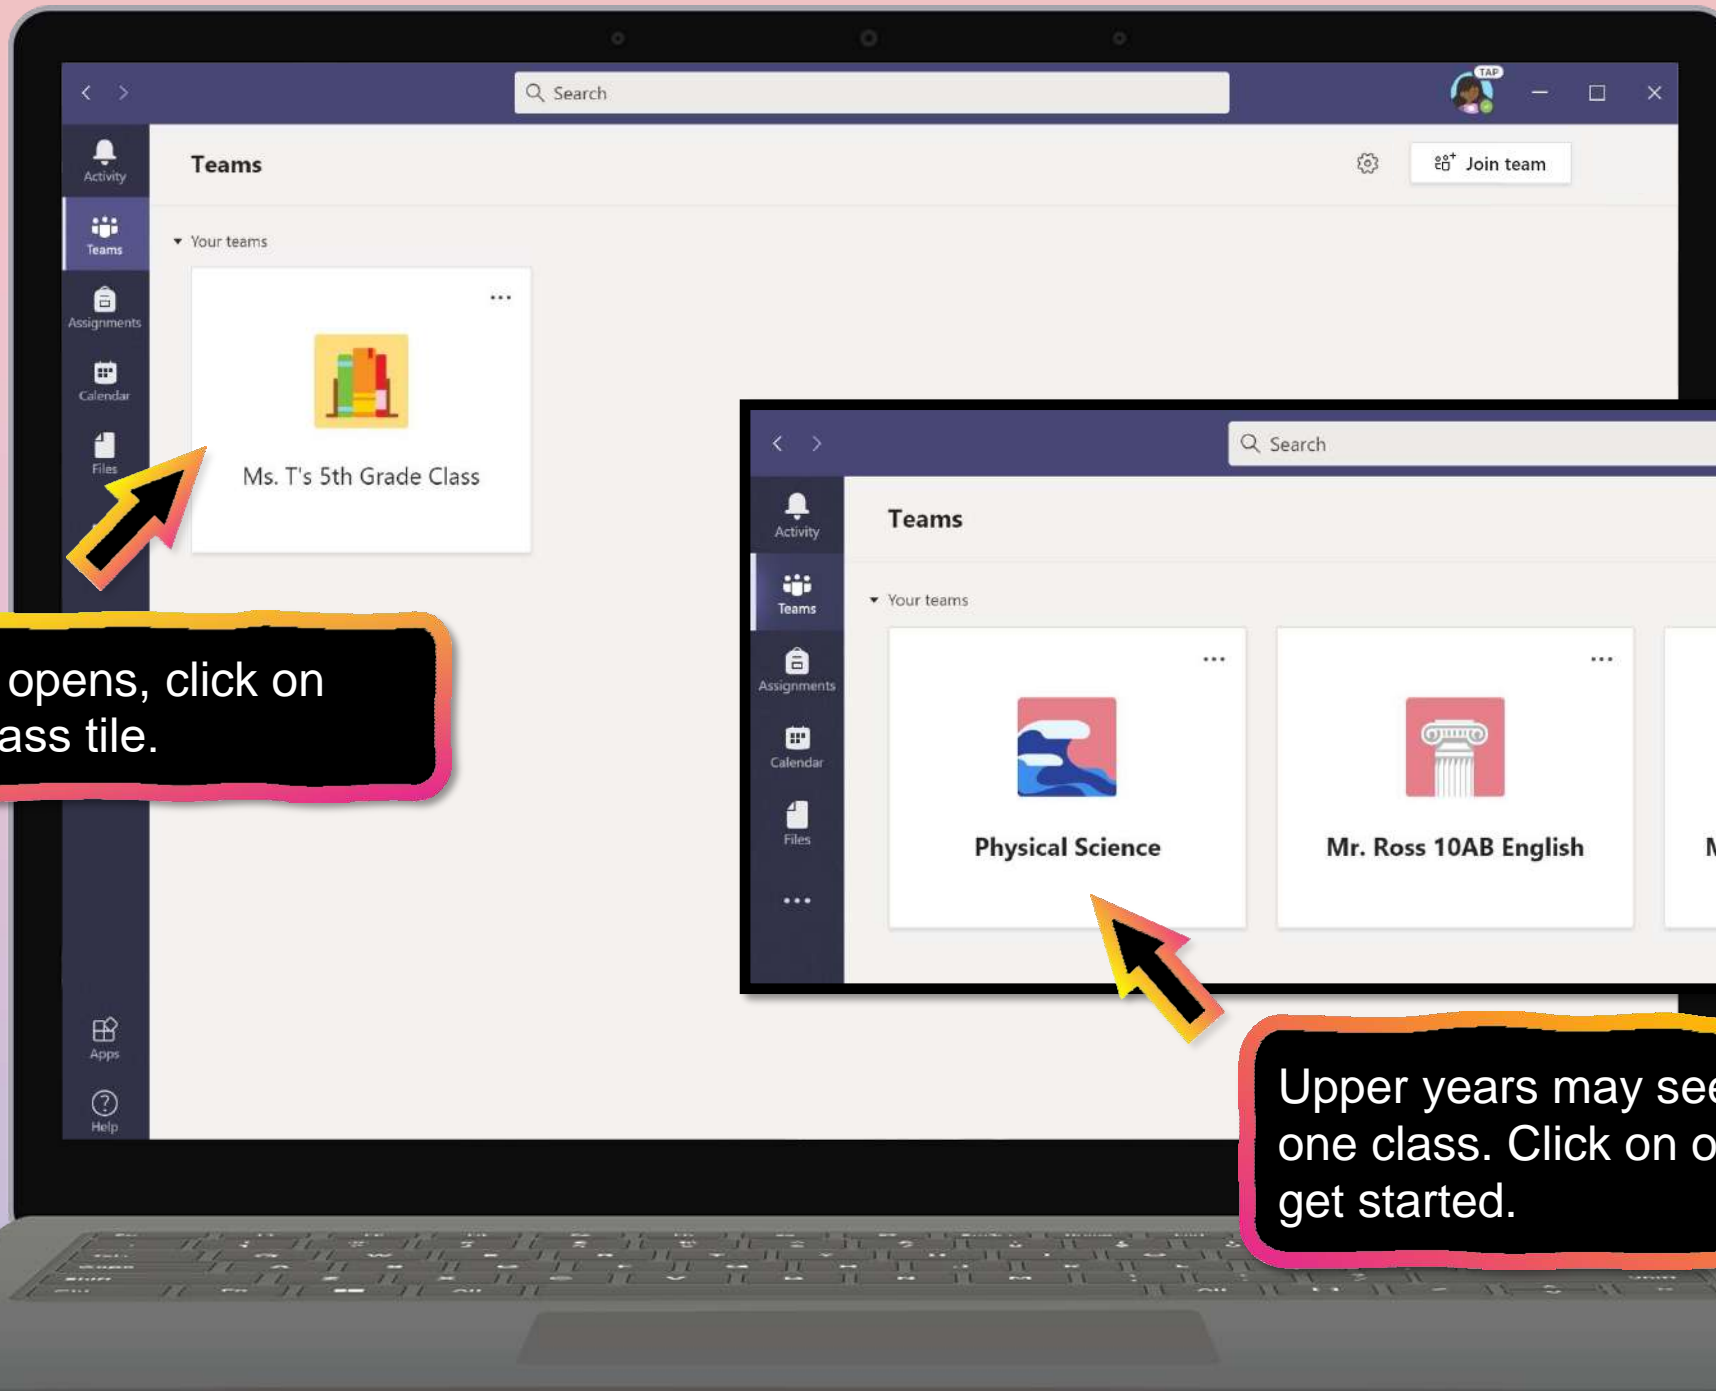 Search
TAP
Activity
Teams
Assignments
Calendar
Files
Apps
Help
Teams
Join team
Your teams
Ms. T's 5th Grade Class
opens, click on
ass tile.
Search
Activity
Teams
Assignments
Calendar
Files
Teams
Your teams
Physical Science
Mr. Ross 10AB English
M
Upper years may see
one class. Click on o
get started.